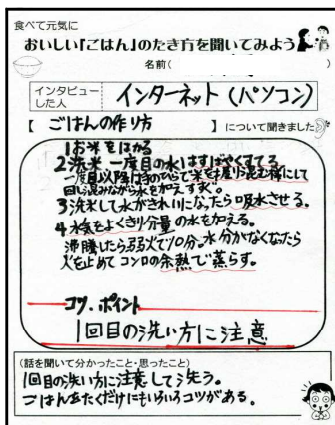 食べて元気に
おいしい「ごはん」のたき方を聞いてみよう
名前( )
インタビュー
した人
インターネット(パソコン)
【 ごはんの作り方 】について聞きました
1 お米をはかる
2 洗米 一度目の水はすばやくすてる
度目以降は手のひらで米を握り混む様にして
回し混みながら水を加えすすぐ。
3 洗米して水がきれいになったら吸水させる。
4 水気をよくきり分量の水を加える。
沸騰したら弱火で10分。水分がなくなったら
火を止めてコンロの余熱で蒸らす。
コツ.ポイント
1回目の洗い方に注意
(話を聞いて分かったこと・思ったこと)
1回目の洗い方に注意して洗う。
ごはんをたくだけにもいろいろコツがある。